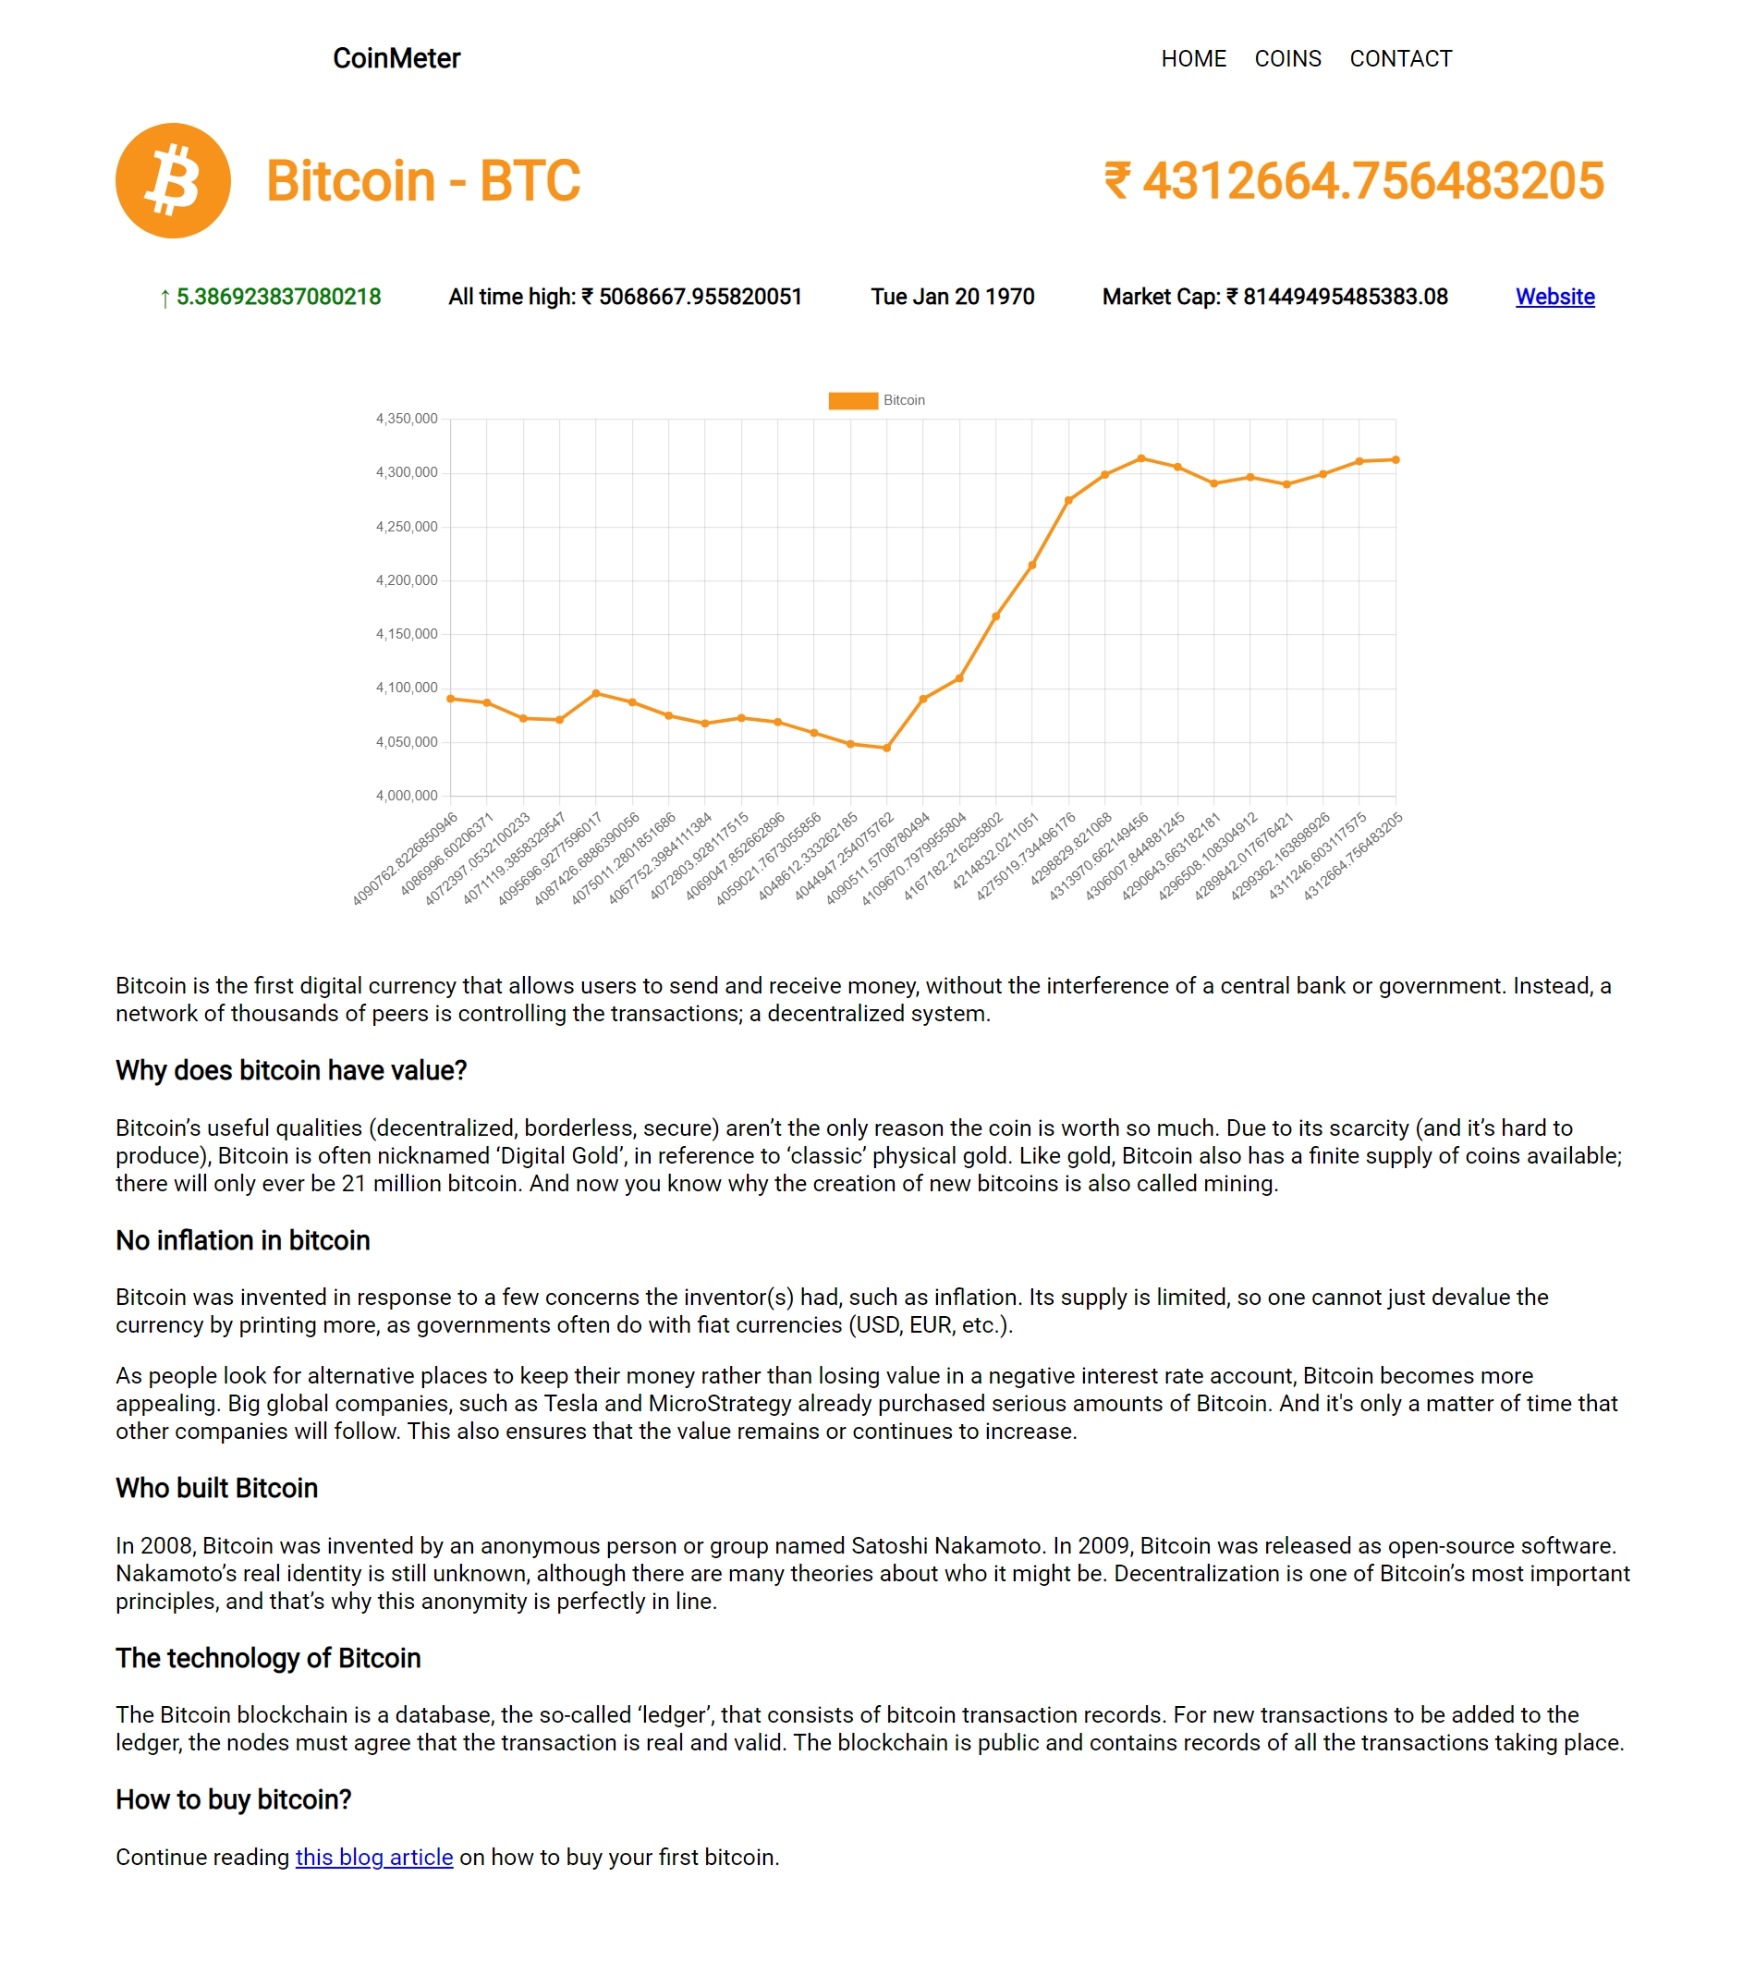 CoinMeter
HOME COINS CONTACT
Bitcoin - BTC
₹ 4312664.756483205
↑ 5.386923837080218
All time high: ₹ 5068667.955820051
Tue Jan 20 1970
Market Cap: ₹ 81449495485383.08
Website
Bitcoin
4,350,000
4,300,000
4,250,000
4,200,000
4,150,000
4,100,000
4,050,000
4,000,000
4090762.8226850946
4086996.60206371
4072397.0532100233
4071119.3858329547
4095696.9277596017
4087426.6886390056
4075011.2801851686
4067752.3984111384
4072803.928117515
4069047.852662896
4059021.7673055856
4048612.333262185
4044947.254075762
4090511.5708780494
4109670.7979955804
4167182.216295802
4214832.0211051
4275019.734496176
4298829.821068
4313970.662149456
4306007.844881245
4290643.663182181
4296508.108304912
4289842.017676421
4299362.163898926
4311246.603117575
4312664.756483205
Bitcoin is the first digital currency that allows users to send and receive money, without the interference of a central bank or government. Instead, a
network of thousands of peers is controlling the transactions; a decentralized system.
Why does bitcoin have value?
Bitcoin’s useful qualities (decentralized, borderless, secure) aren’t the only reason the coin is worth so much. Due to its scarcity (and it’s hard to
produce), Bitcoin is often nicknamed ‘Digital Gold’, in reference to ‘classic’ physical gold. Like gold, Bitcoin also has a finite supply of coins available;
there will only ever be 21 million bitcoin. And now you know why the creation of new bitcoins is also called mining.
No inflation in bitcoin
Bitcoin was invented in response to a few concerns the inventor(s) had, such as inflation. Its supply is limited, so one cannot just devalue the
currency by printing more, as governments often do with fiat currencies (USD, EUR, etc.).
As people look for alternative places to keep their money rather than losing value in a negative interest rate account, Bitcoin becomes more
appealing. Big global companies, such as Tesla and MicroStrategy already purchased serious amounts of Bitcoin. And it's only a matter of time that
other companies will follow. This also ensures that the value remains or continues to increase.
Who built Bitcoin
In 2008, Bitcoin was invented by an anonymous person or group named Satoshi Nakamoto. In 2009, Bitcoin was released as open-source software.
Nakamoto’s real identity is still unknown, although there are many theories about who it might be. Decentralization is one of Bitcoin’s most important
principles, and that’s why this anonymity is perfectly in line.
The technology of Bitcoin
The Bitcoin blockchain is a database, the so-called ‘ledger’, that consists of bitcoin transaction records. For new transactions to be added to the
ledger, the nodes must agree that the transaction is real and valid. The blockchain is public and contains records of all the transactions taking place.
How to buy bitcoin?
Continue reading this blog article on how to buy your first bitcoin.